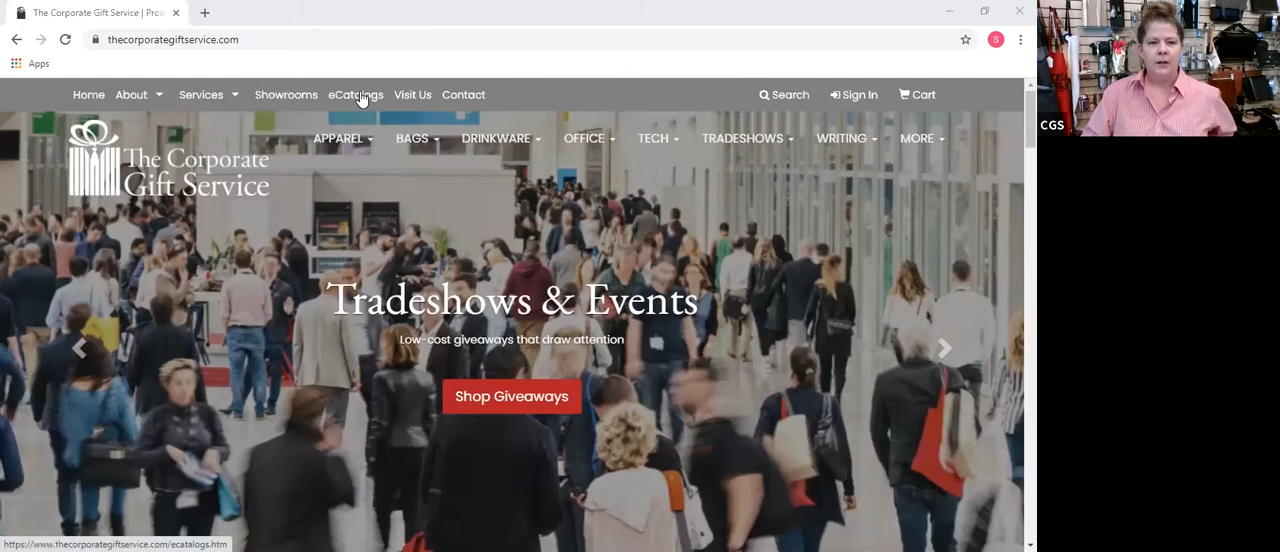 The Corporate Gift Service | Pro
thecorporategiftservice.com
S
Apps
Home About Services Showrooms eCatalogs Visit Us Contact Search Sign In Cart
CGS
APPAREL BAGS DRINKWARE OFFICE TECH TRADESHOWS WRITING MORE
The Corporate
Gift Service
Tradeshows & Events
Low-cost giveaways that draw attention
Shop Giveaways
https://www.thecorporategiftservice.com/ecatalogs.htm